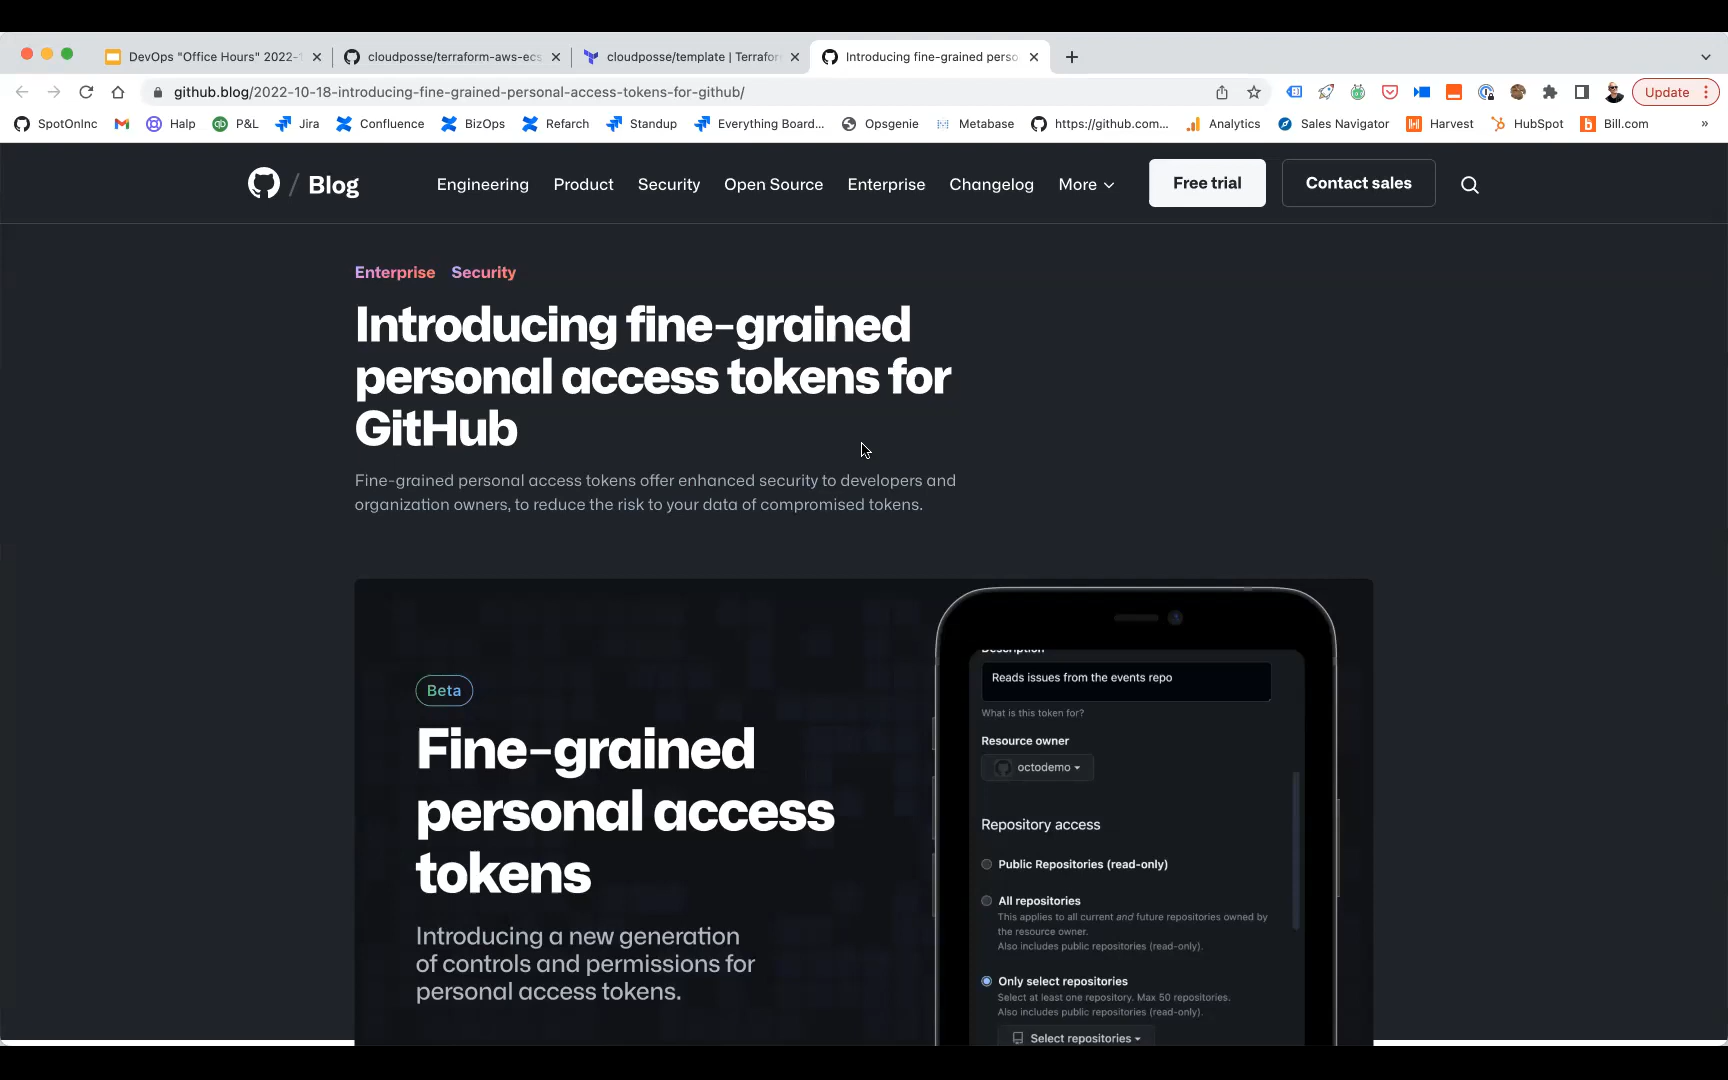 DevOps "Office Hours" 2022-1
cloudposse/terraform-aws-ecs
cloudposse/template | Terraform
Introducing fine-grained perso
github.blog/2022-10-18-introducing-fine-grained-personal-access-tokens-for-github/
Update
SpotOnInc
Halp
P&L
Jira
Confluence
BizOps
Refarch
Standup
Everything Board...
Opsgenie
Metabase
https://github.com...
Analytics
Sales Navigator
Harvest
HubSpot
Bill.com
»
/ Blog
Engineering
Product
Security
Open Source
Enterprise
Changelog
More
Free trial
Contact sales
Enterprise Security
Introducing fine-grained
personal access tokens for
GitHub
Fine-grained personal access tokens offer enhanced security to developers and
organization owners, to reduce the risk to your data of compromised tokens.
Beta
Fine-grained
personal access
tokens
Introducing a new generation
of controls and permissions for
personal access tokens.
Description
Reads issues from the events repo
What is this token for?
Resource owner
octodemo
Repository access
Public Repositories (read-only)
All repositories
This applies to all current and future repositories owned by
the resource owner.
Also includes public repositories (read-only).
Only select repositories
Select at least one repository. Max 50 repositories.
Also includes public repositories (read-only).
Select repositories